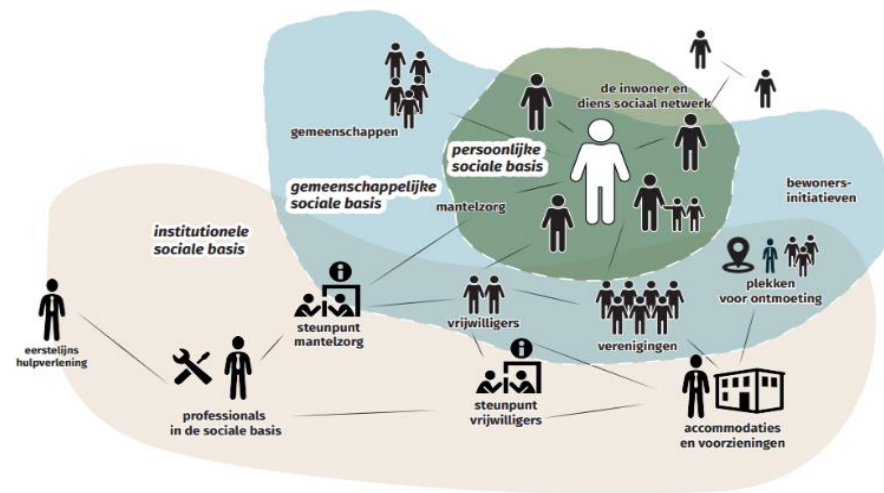 de inwoner en
diens sociaal netwerk
gemeenschappen
persoonlijke
sociale basis
gemeenschappelijke
sociale basis
mantelzorg
bewoners-
initiatieven
institutionele
sociale basis
plekken
voor ontmoeting
steunpunt
mantelzorg
vrijwilligers
verenigingen
eerstelijns
hulpverlening
professionals
in de sociale basis
steunpunt
vrijwilligers
accommodaties
en voorzieningen